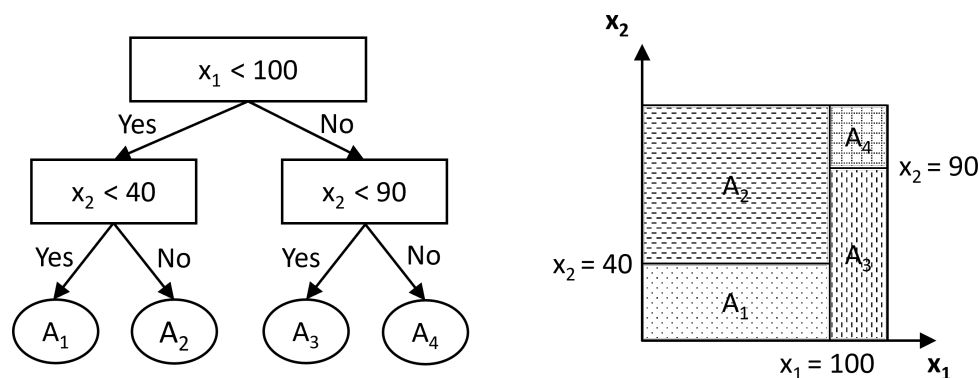 x₁ < 100
Yes
No
x₂ < 40
x₂ < 90
Yes
No
Yes
No
A₁
A₂
A₃
A₄
x₂
A₄
x₂ = 90
A₂
A₃
x₂ = 40
A₁
x₁ = 100
x₁